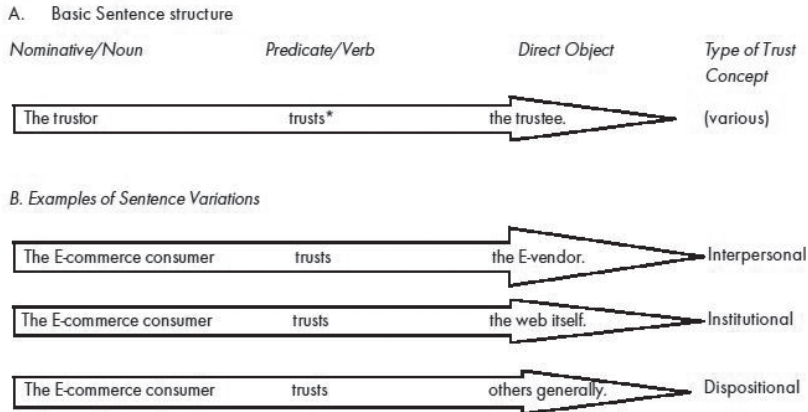 A. Basic Sentence structure
Nominative/Noun Predicate/Verb Direct Object Type of Trust
Concept
The trustor trusts* the trustee. (various)
B. Examples of Sentence Variations
The E-commerce consumer trusts the E-vendor. Interpersonal
The E-commerce consumer trusts the web itself. Institutional
The E-commerce consumer trusts others generally. Dispositional